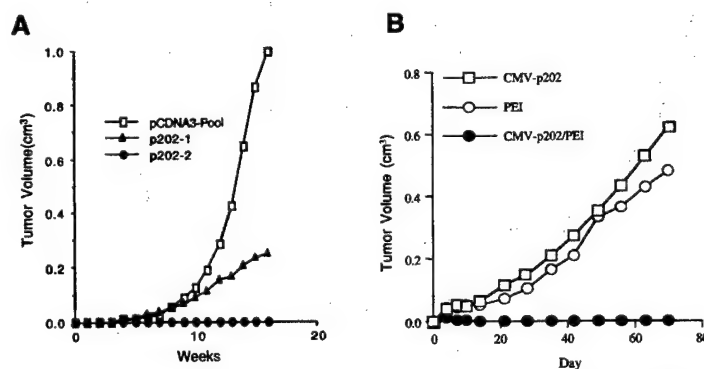 A
Tumor Volume(cm³)
1.0
0.8
0.6
0.4
0.2
0.0
pCDNA3-Pool
p202-1
p202-2
0
10
20
Weeks
B
Tumor Volume (cm³)
0.8
0.6
0.4
0.2
0.0
CMV-p202
PEI
CMV-p202/PEI
0
20
40
60
80
Day